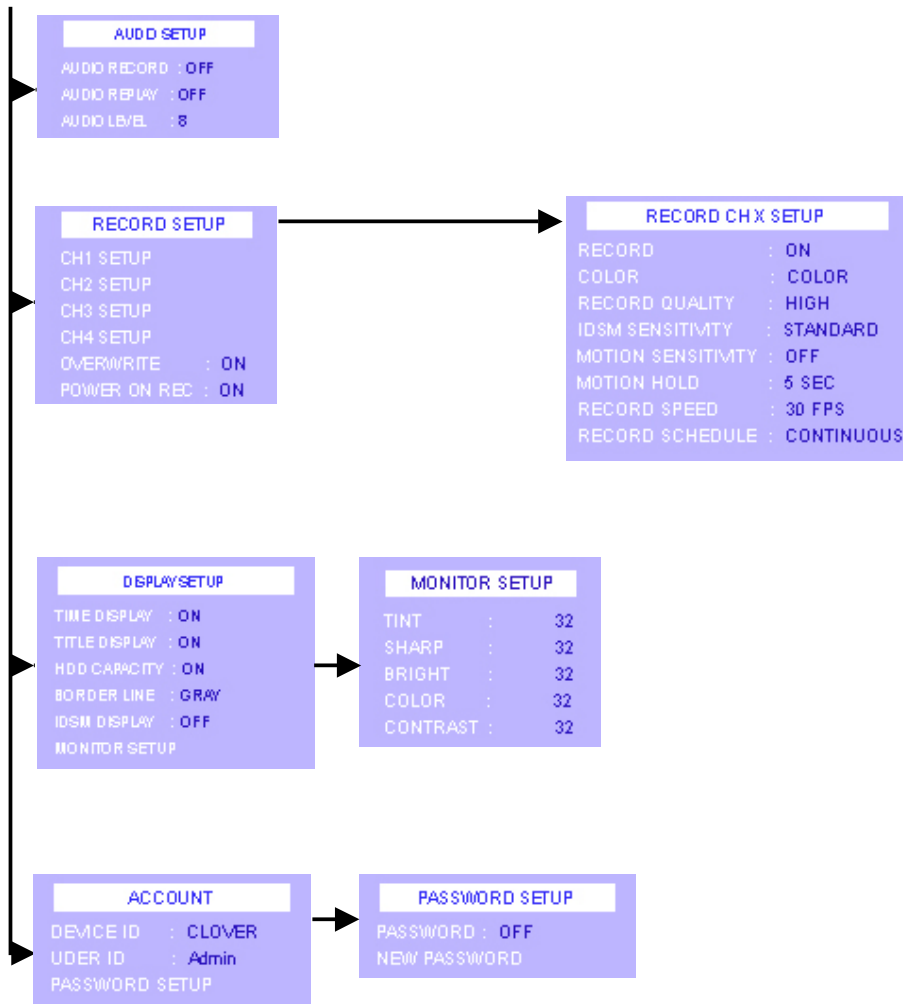 AUDIO SETUP
AUDIO RECORD : OFF
AUDIO REPLAY : OFF
AUDIO LEVEL : 8
RECORD SETUP
CH1 SETUP
CH2 SETUP
CH3 SETUP
CH4 SETUP
OVERWRITE : ON
POWER ON REC : ON
RECORD CH X SETUP
RECORD : ON
COLOR : COLOR
RECORD QUALITY : HIGH
IDSM SENSITIVITY : STANDARD
MOTION SENSITIVITY : OFF
MOTION HOLD : 5 SEC
RECORD SPEED : 30 FPS
RECORD SCHEDULE : CONTINUOUS
DISPLAY SETUP
TIME DISPLAY : ON
TITLE DISPLAY : ON
HDD CAPACITY : ON
BORDER LINE : GRAY
IDSM DISPLAY : OFF
MONITOR SETUP
MONITOR SETUP
TINT : 32
SHARP : 32
BRIGHT : 32
COLOR : 32
CONTRAST : 32
ACCOUNT
DEVICE ID : CLOVER
UDER ID : Admin
PASSWORD SETUP
PASSWORD SETUP
PASSWORD : OFF
NEW PASSWORD